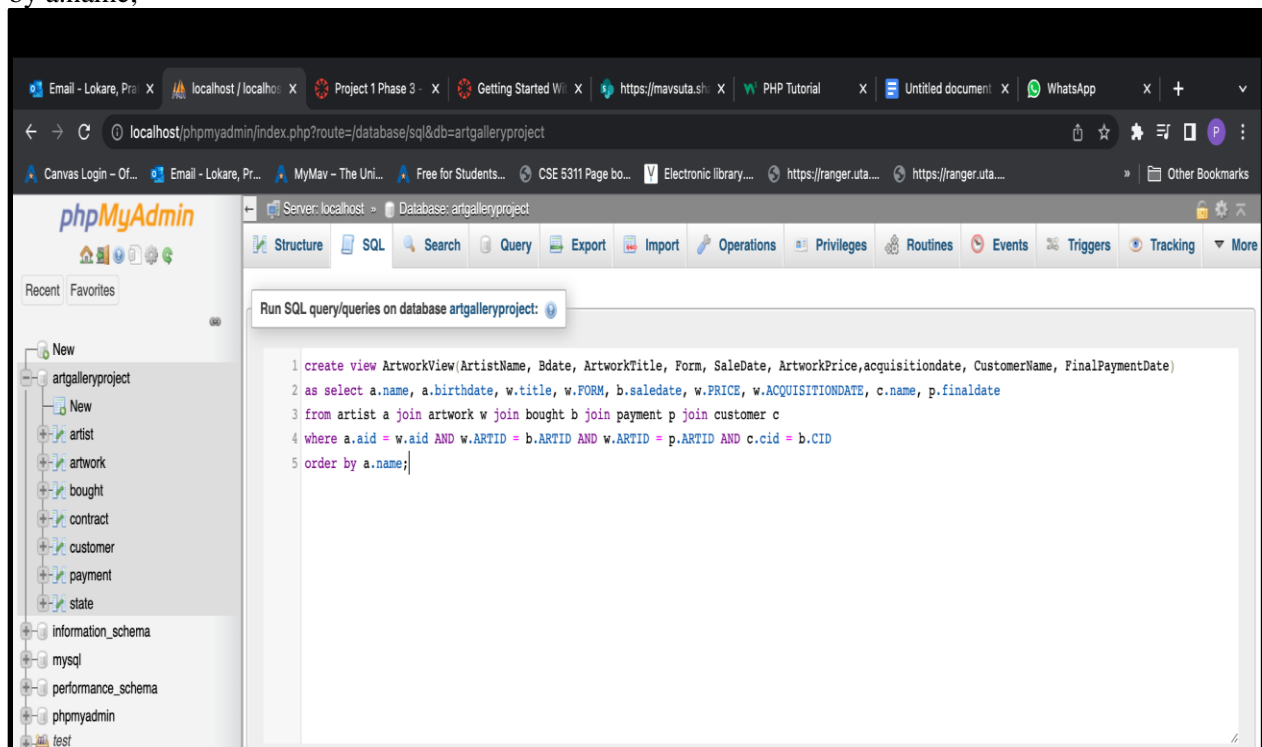 by a.name;
Email - Lokare, Pra X localhost / localhos X Project 1 Phase 3 - X Getting Started Wit X https://mavsuta.sha X PHP Tutorial X Untitled document X WhatsApp X +
localhost/phpmyadmin/index.php?route=/database/sql&db=artgalleryproject P
Canvas Login – Of... Email - Lokare, Pr... MyMav – The Uni... Free for Students... CSE 5311 Page bo... Electronic library.... https://ranger.uta.... https://ranger.uta.... » Other Bookmarks
phpMyAdmin
Recent Favorites
New
artgalleryproject
New
artist
artwork
bought
contract
customer
payment
state
information_schema
mysql
performance_schema
phpmyadmin
test
Server: localhost » Database: artgalleryproject
Structure SQL Search Query Export Import Operations Privileges Routines Events Triggers Tracking More
Run SQL query/queries on database artgalleryproject:
1 create view ArtworkView(ArtistName, Bdate, ArtworkTitle, Form, SaleDate, ArtworkPrice,acquisitiondate, CustomerName, FinalPaymentDate)
2 as select a.name, a.birthdate, w.title, w.FORM, b.saledate, w.PRICE, w.ACQUISITIONDATE, c.name, p.finaldate
3 from artist a join artwork w join bought b join payment p join customer c
4 where a.aid = w.aid AND w.ARTID = b.ARTID AND w.ARTID = p.ARTID AND c.cid = b.CID
5 order by a.name;